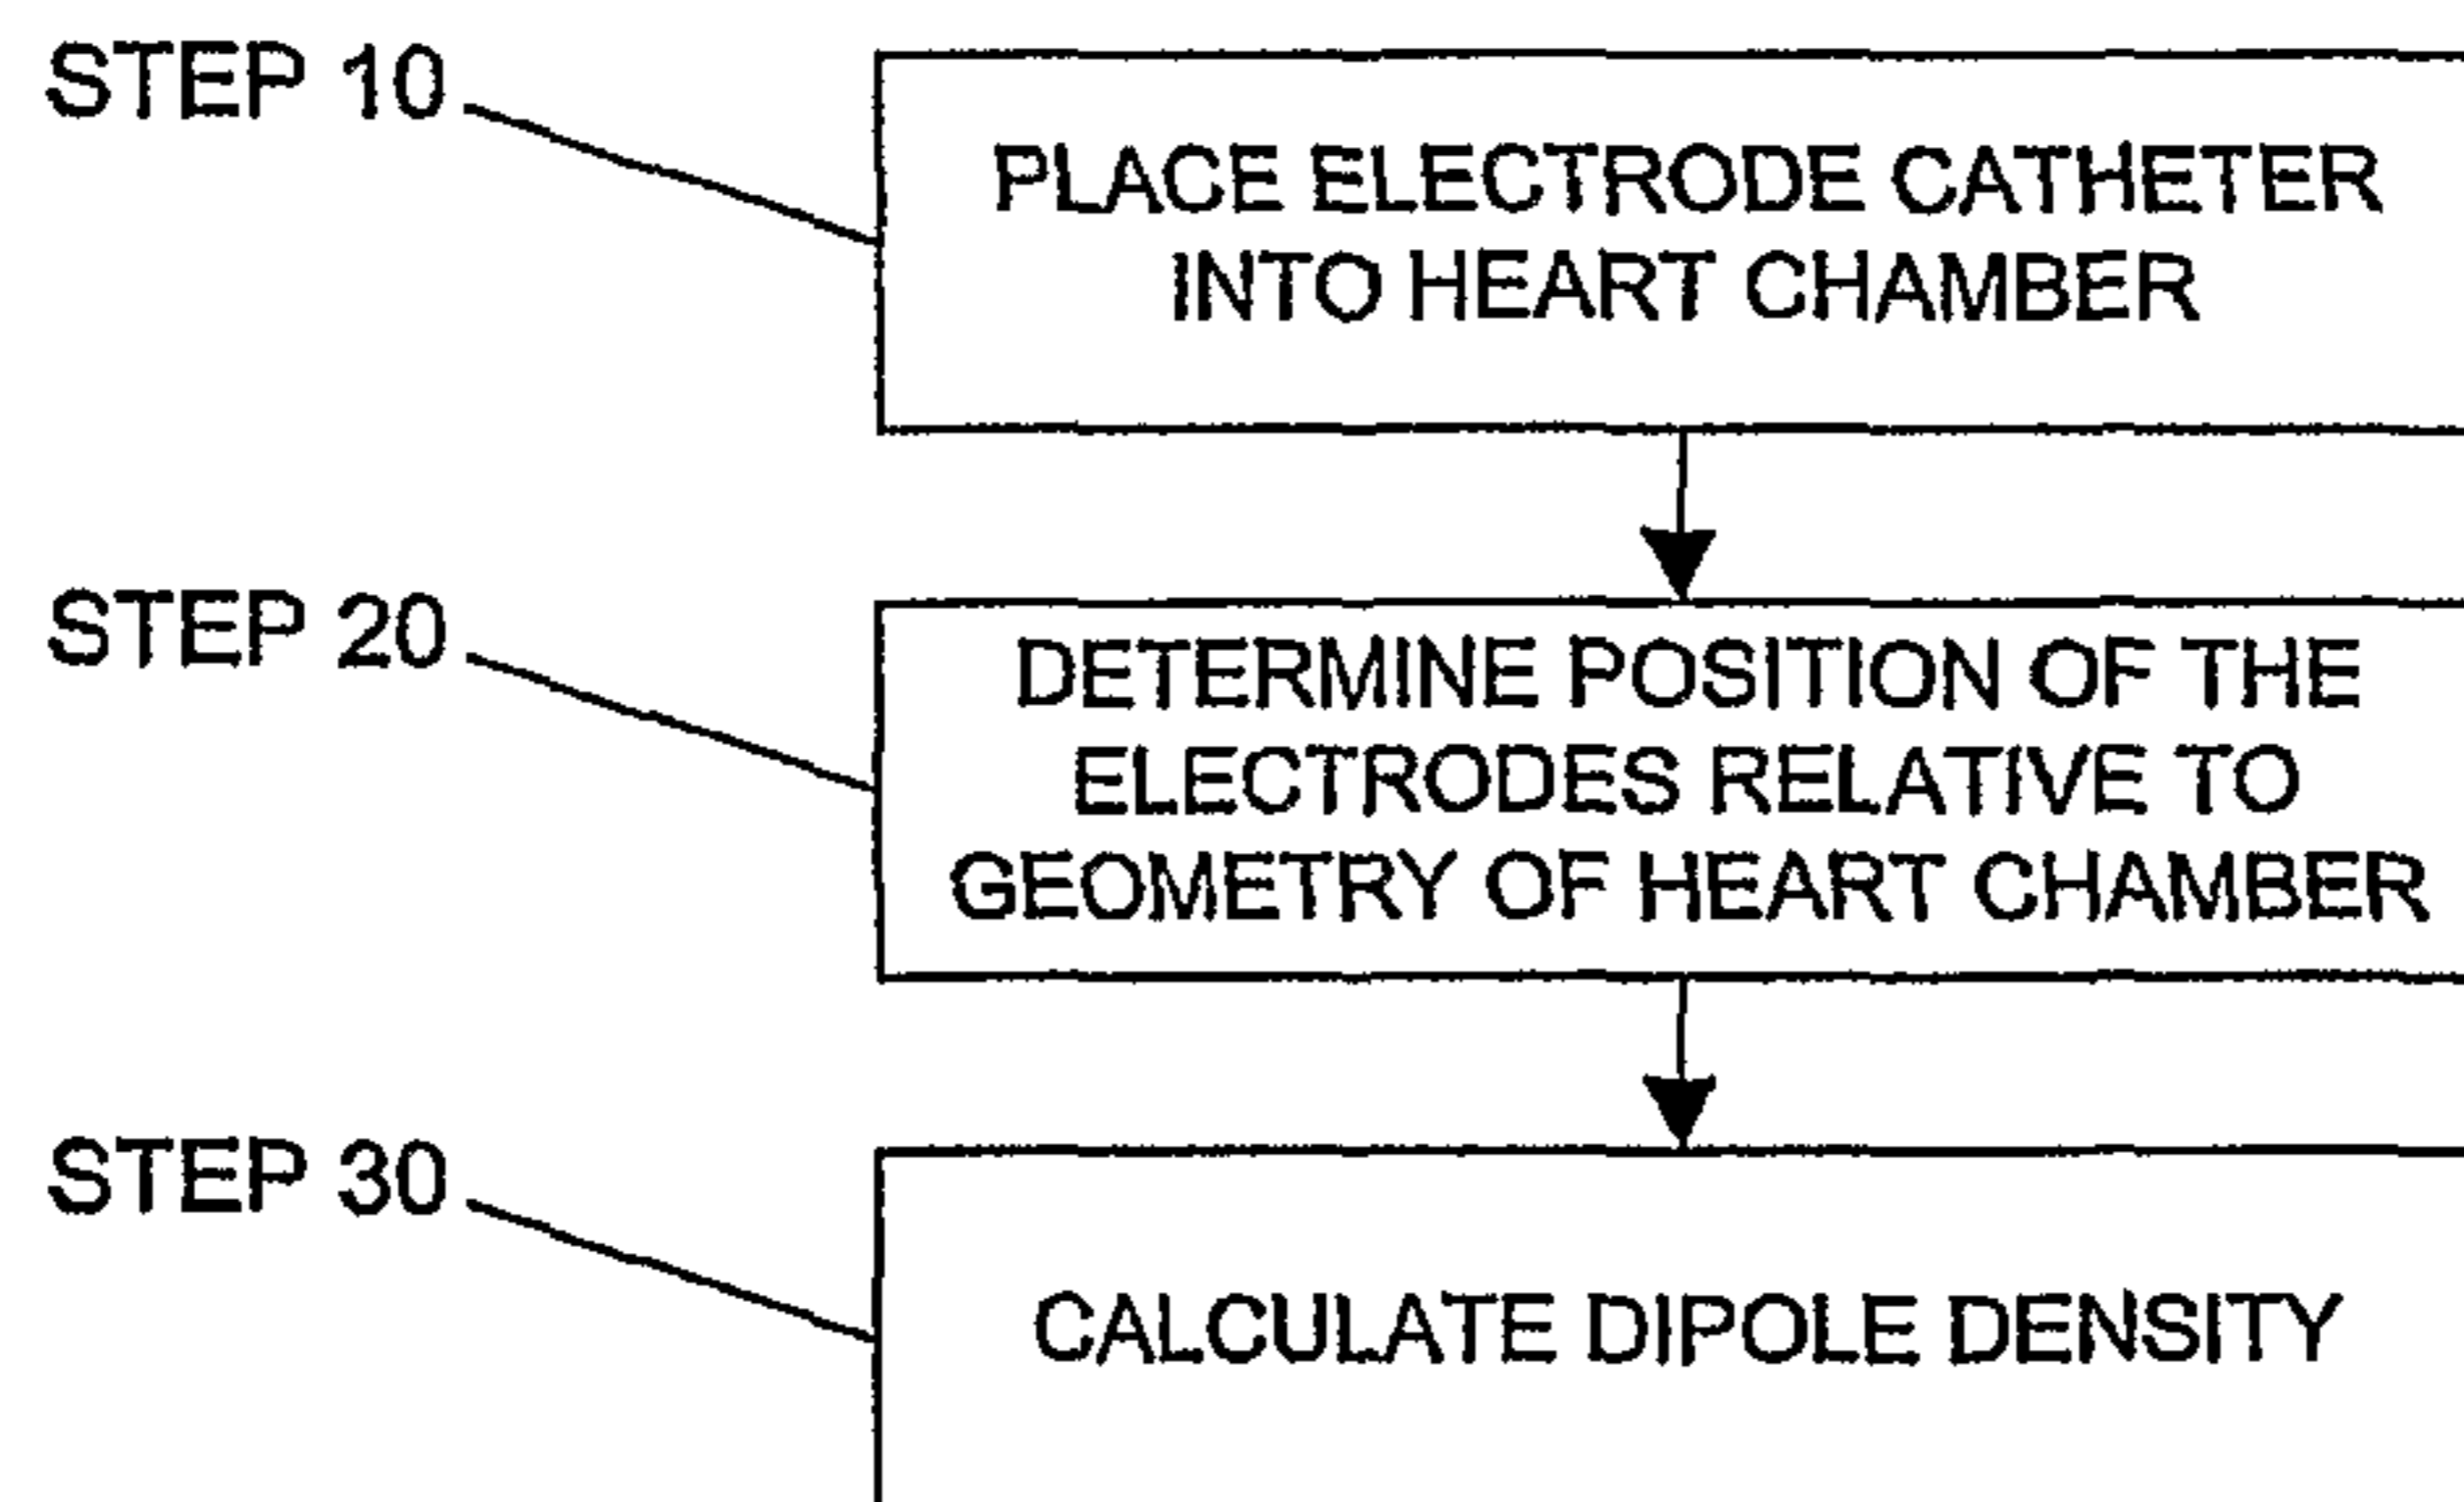 STEP 10
PLACE ELECTRODE CATHETER
INTO HEART CHAMBER
STEP 20
DETERMINE POSITION OF THE
ELECTRODES RELATIVE TO
GEOMETRY OF HEART CHAMBER
STEP 30
CALCULATE DIPOLE DENSITY